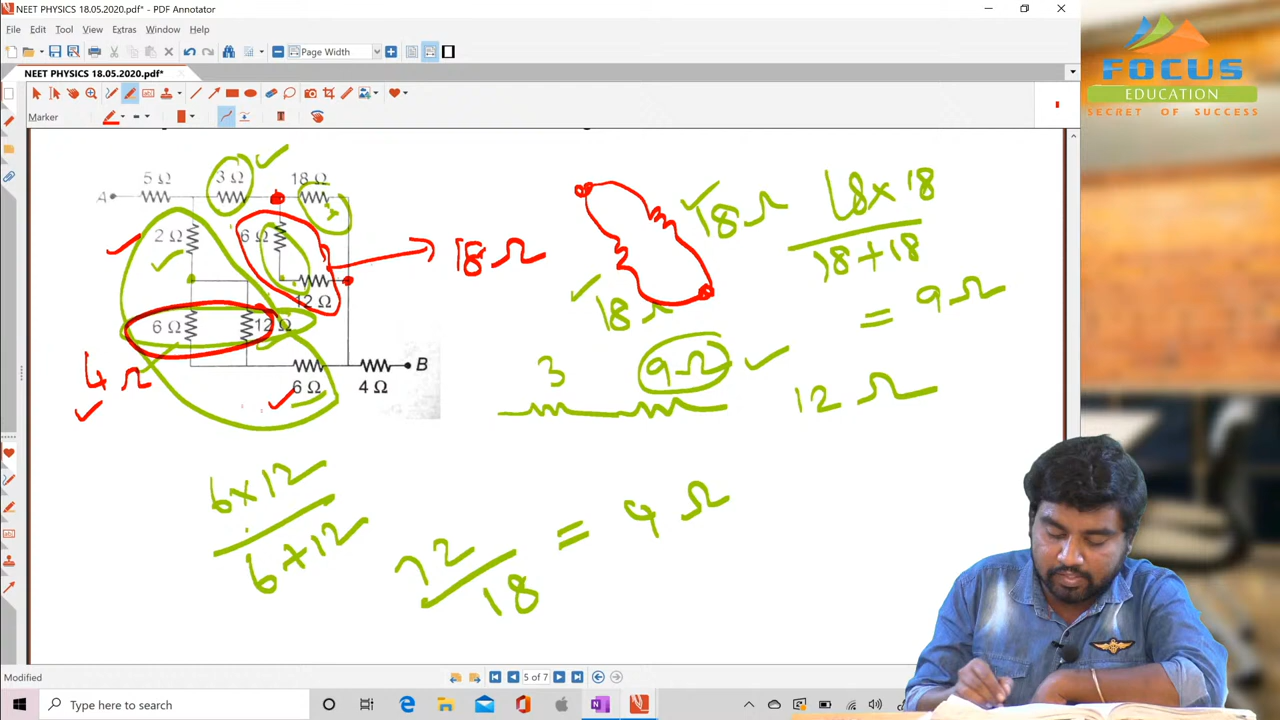 NEET PHYSICS 18.05.2020.pdf* - PDF Annotator
File Edit Tool View Extras Window Help
Page Width
NEET PHYSICS 18.05.2020.pdf*
Marker
FOCUS
EDUCATION
SECRET OF SUCCESS
5 Ω 3 Ω 18 Ω
A
2 Ω 6 Ω
12 Ω
6 Ω 12 Ω
B
6 Ω 4 Ω
18 Ω
4 Ω
18 Ω
18 Ω
18×18
18+18
= 9 Ω
3 9 Ω
12 Ω
6×12
6+12
72
18
= 4 Ω
Modified
5 of 7
Type here to search